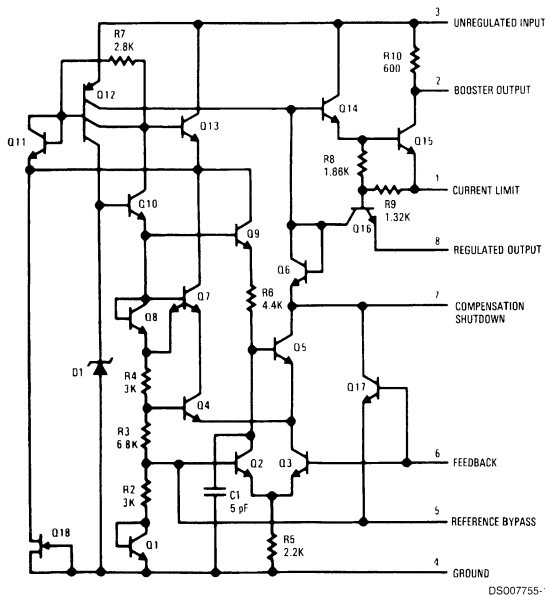 R7
2.8K
3
UNREGULATED INPUT
R10
600
Q12
2
BOOSTER OUTPUT
Q14
Q13
Q15
Q11
R8
1.86K
1
CURRENT LIMIT
R9
1.32K
Q10
Q16
Q9
8
REGULATED OUTPUT
Q6
R6
4.4K
Q7
7
COMPENSATION
SHUTDOWN
Q8
Q5
D1
R4
3K
Q17
Q4
R3
6.8K
Q2
Q3
6
FEEDBACK
R2
3K
C1
5 pF
5
REFERENCE BYPASS
Q18
Q1
R5
2.2K
4
GROUND
DS007755-1